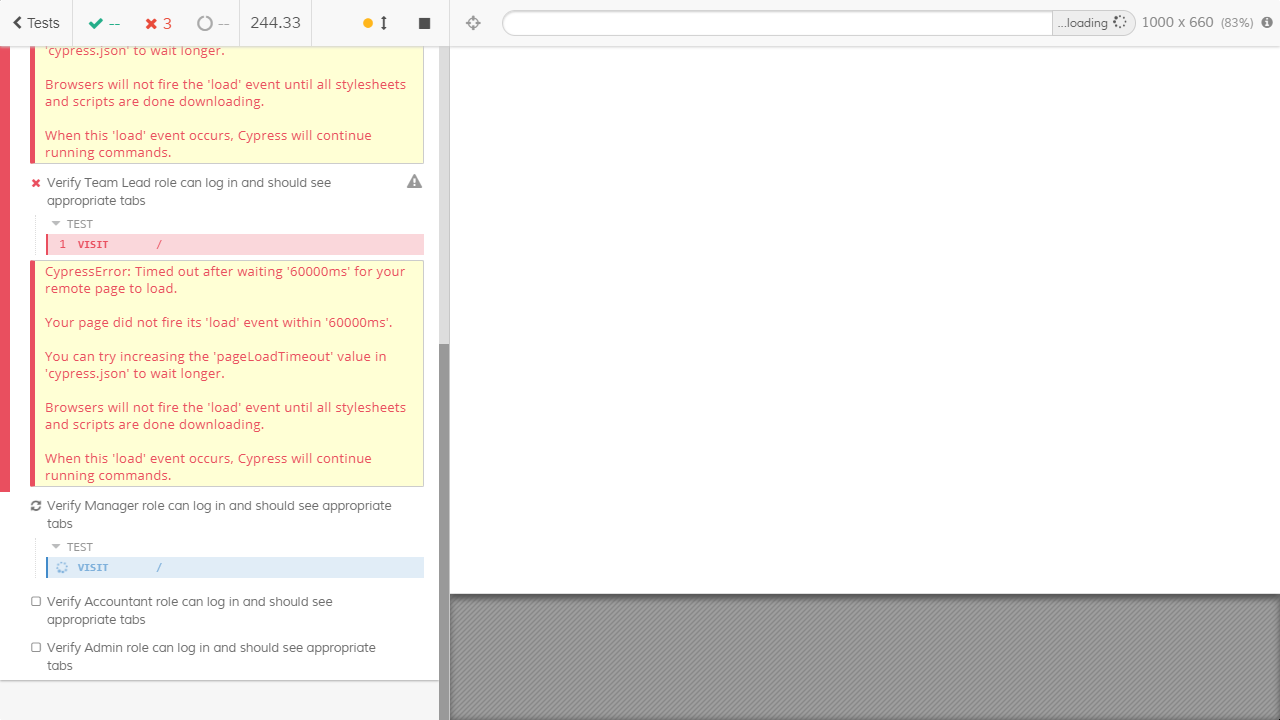 Tests
--
3
--
244.33
...loading
1000 x 660 (83%)
'cypress.json' to wait longer.
Browsers will not fire the 'load' event until all stylesheets
and scripts are done downloading.
When this 'load' event occurs, Cypress will continue
running commands.
Verify Team Lead role can log in and should see
appropriate tabs
TEST
1 VISIT /
CypressError: Timed out after waiting '60000ms' for your
remote page to load.
Your page did not fire its 'load' event within '60000ms'.
You can try increasing the 'pageLoadTimeout' value in
'cypress.json' to wait longer.
Browsers will not fire the 'load' event until all stylesheets
and scripts are done downloading.
When this 'load' event occurs, Cypress will continue
running commands.
Verify Manager role can log in and should see appropriate
tabs
TEST
VISIT /
Verify Accountant role can log in and should see
appropriate tabs
Verify Admin role can log in and should see appropriate
tabs